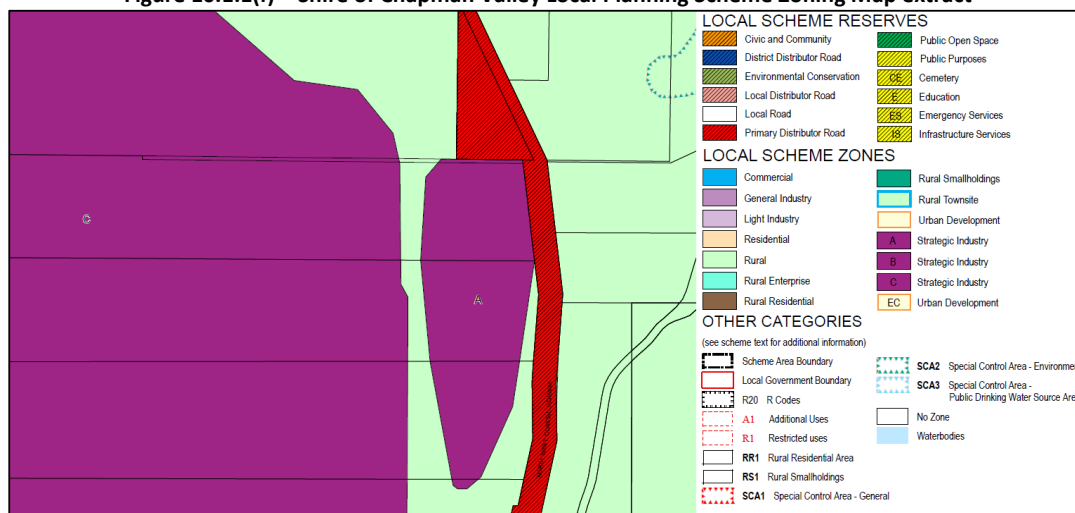 Figure 10.1.1(f) – Shire of Chapman Valley Local Planning Scheme Zoning Map extract
C
A
LOCAL SCHEME RESERVES
Civic and Community
District Distributor Road
Environmental Conservation
Local Distributor Road
Local Road
Primary Distributor Road
Public Open Space
Public Purposes
CE Cemetery
E Education
ES Emergency Services
IS Infrastructure Services
LOCAL SCHEME ZONES
Commercial
General Industry
Light Industry
Residential
Rural
Rural Enterprise
Rural Residential
Rural Smallholdings
Rural Townsite
Urban Development
A Strategic Industry
B Strategic Industry
C Strategic Industry
EC Urban Development
OTHER CATEGORIES
(see scheme text for additional information)
Scheme Area Boundary
Local Government Boundary
R20 R Codes
A1 Additional Uses
R1 Restricted uses
RR1 Rural Residential Area
RS1 Rural Smallholdings
SCA1 Special Control Area - General
SCA2 Special Control Area - Environmen
SCA3 Special Control Area -
Public Drinking Water Source Area
No Zone
Waterbodies